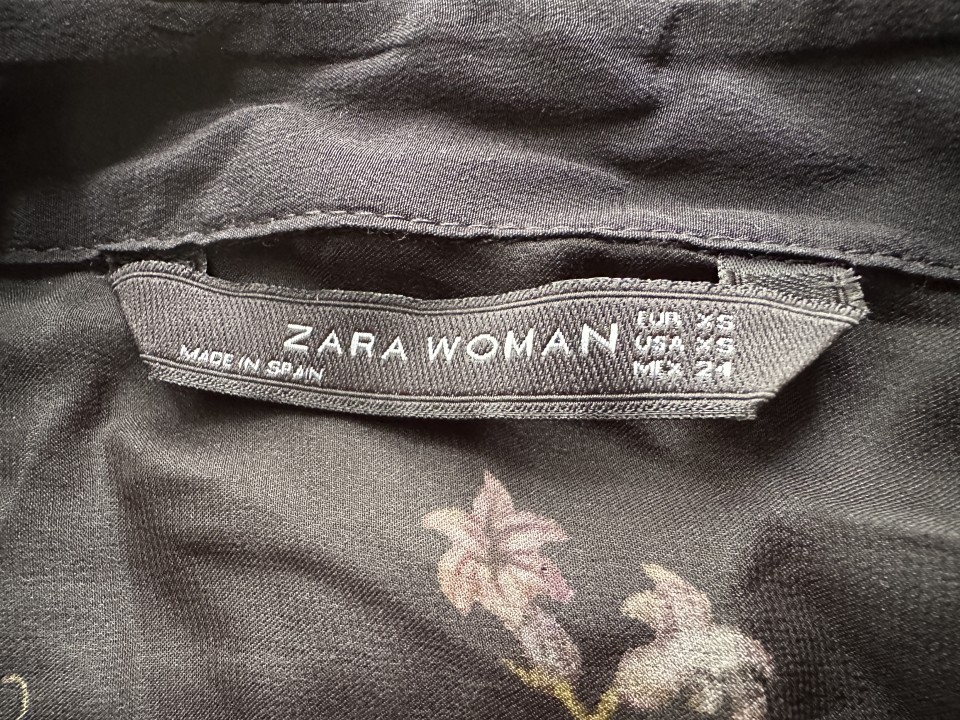 ZARA WOMAN
MADE IN SPAIN
EUR XS
USA XS
MEX 24